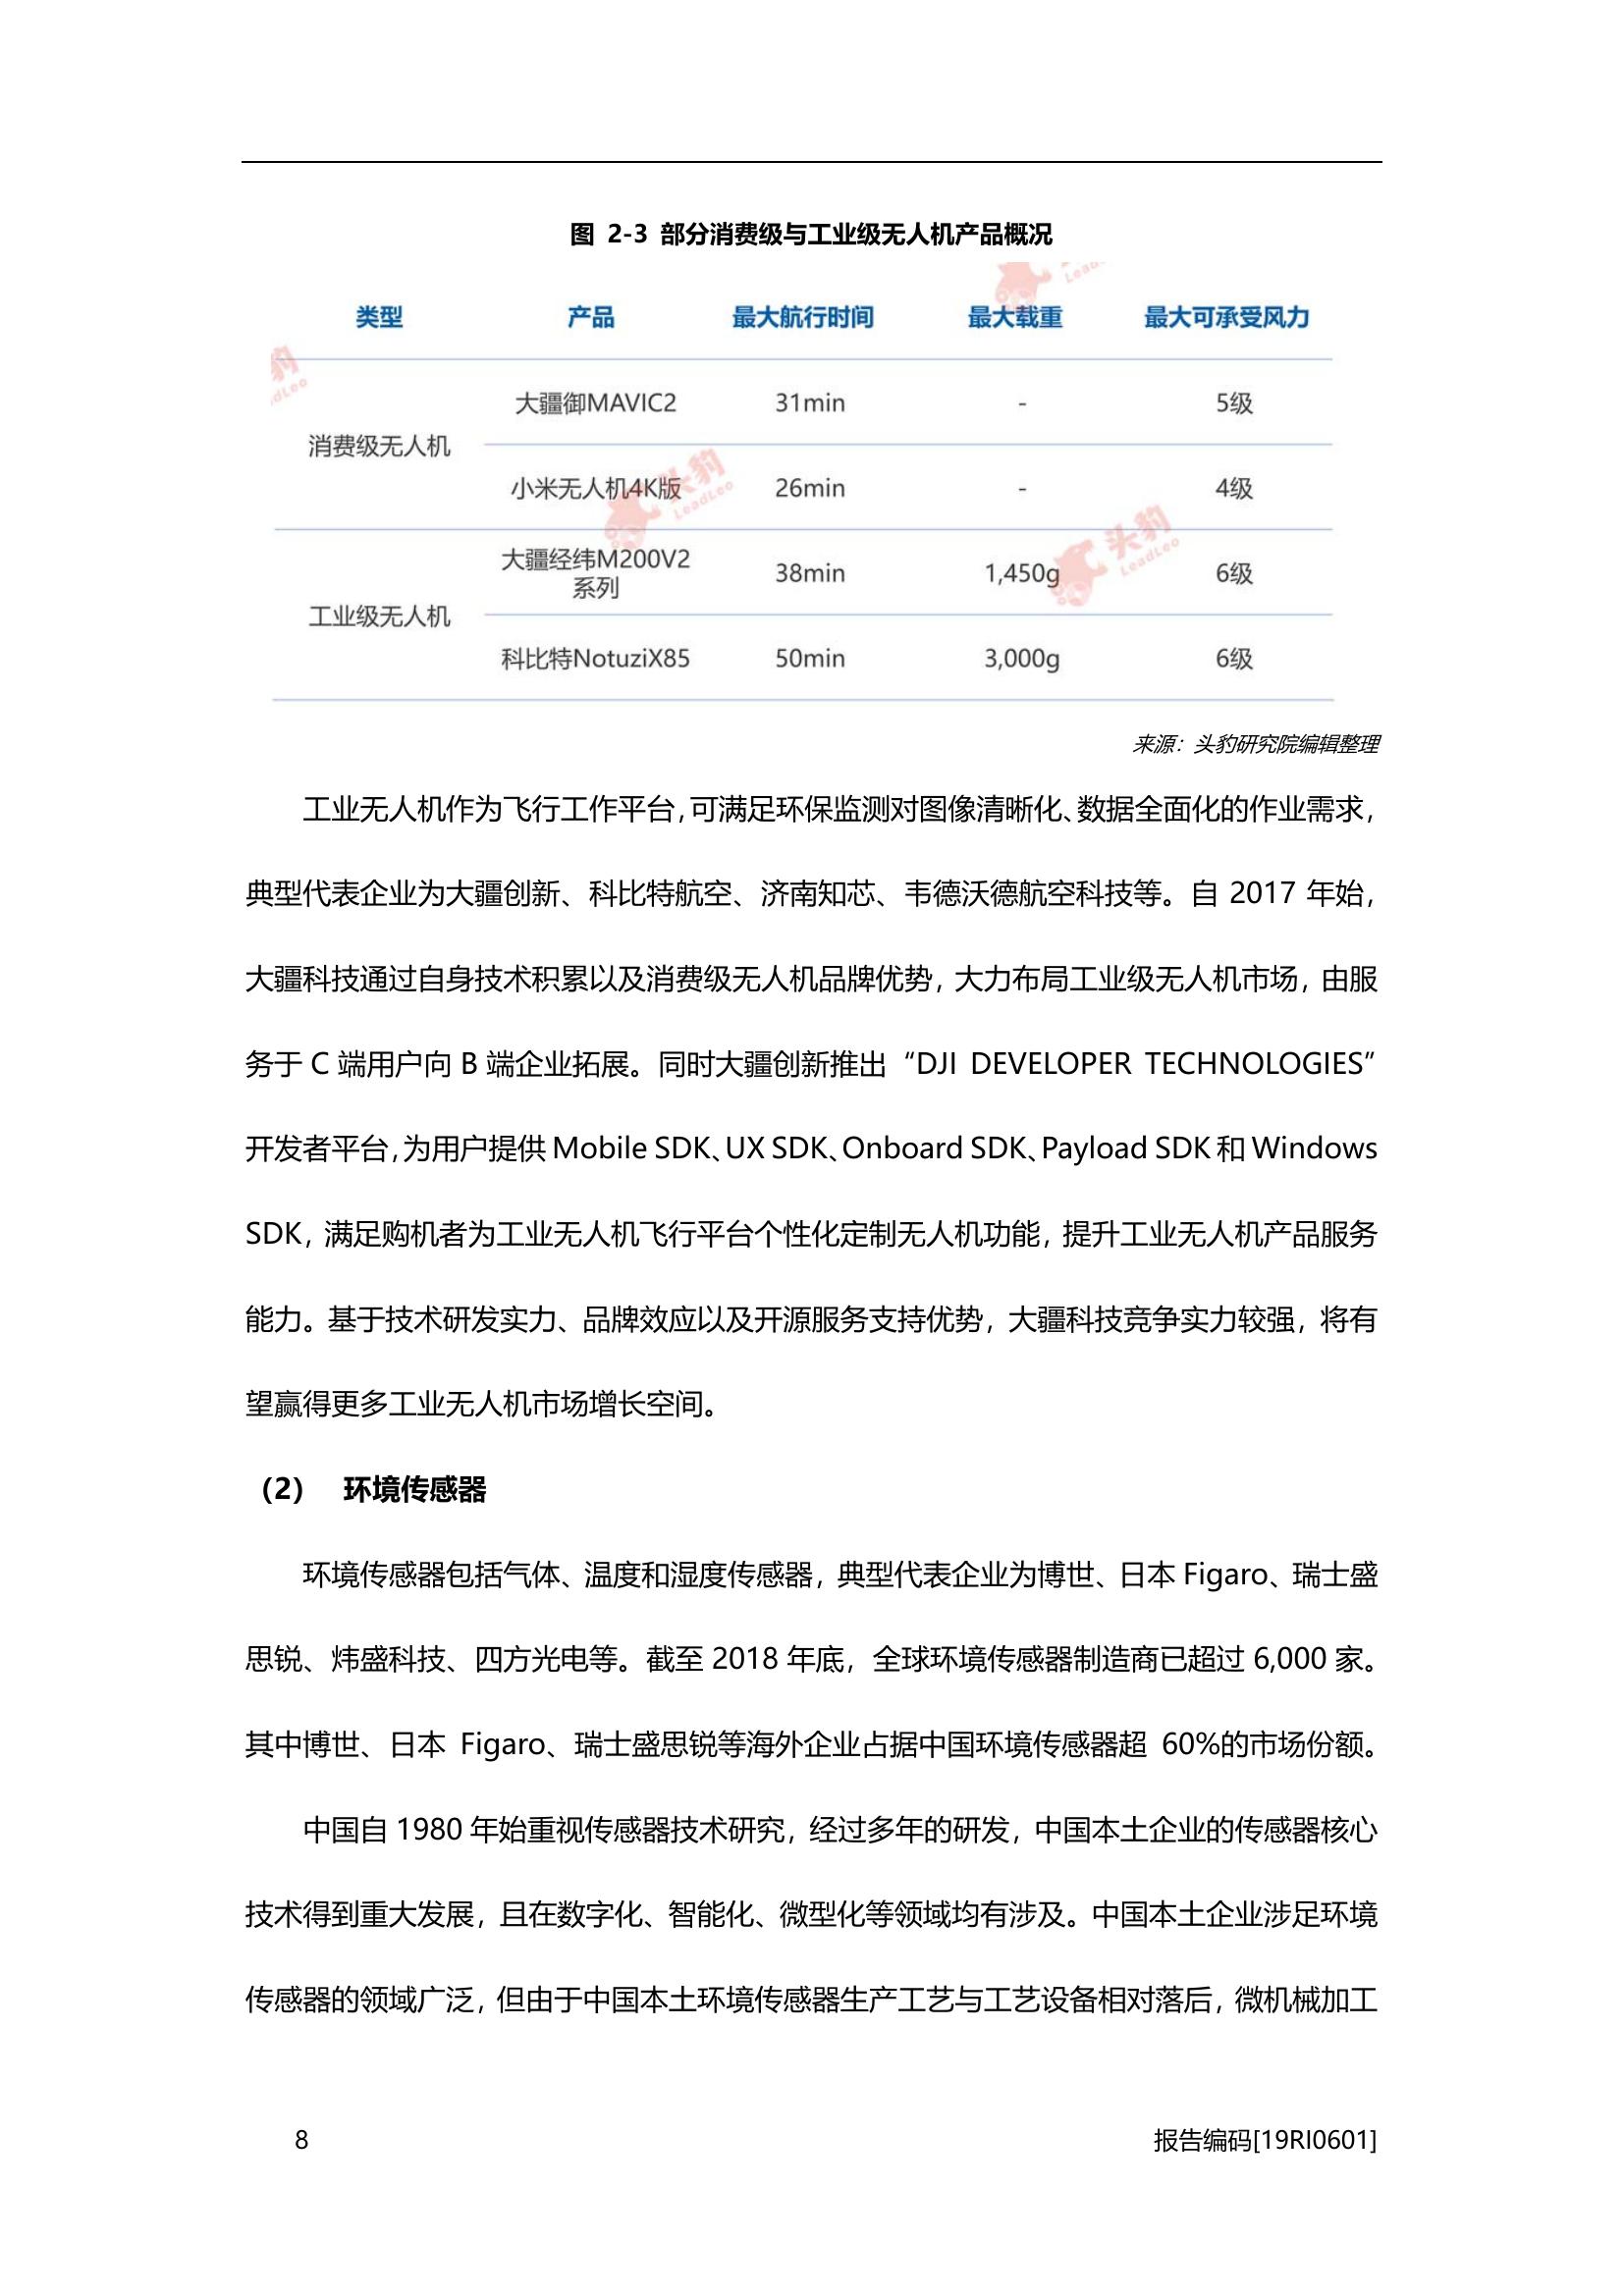 图 2-3 部分消费级与工业级无人机产品概况
类型 产品 最大航行时间 最大载重 最大可承受风力
消费级无人机
大疆御MAVIC2 31min - 5级
小米无人机4K版 26min - 4级
工业级无人机
大疆经纬M200V2
系列 38min 1,450g 6级
科比特NotuziX85 50min 3,000g 6级
头豹
LeadLeo
头豹
LeadLeo
来源：头豹研究院编辑整理
工业无人机作为飞行工作平台，可满足环保监测对图像清晰化、数据全面化的作业需求，
典型代表企业为大疆创新、科比特航空、济南知芯、韦德沃德航空科技等。自 2017 年始，
大疆科技通过自身技术积累以及消费级无人机品牌优势，大力布局工业级无人机市场，由服
务于 C 端用户向 B 端企业拓展。同时大疆创新推出“DJI DEVELOPER TECHNOLOGIES”
开发者平台，为用户提供 Mobile SDK、UX SDK、Onboard SDK、Payload SDK 和 Windows
SDK，满足购机者为工业无人机飞行平台个性化定制无人机功能，提升工业无人机产品服务
能力。基于技术研发实力、品牌效应以及开源服务支持优势，大疆科技竞争实力较强，将有
望赢得更多工业无人机市场增长空间。
（2） 环境传感器
环境传感器包括气体、温度和湿度传感器，典型代表企业为博世、日本 Figaro、瑞士盛
思锐、炜盛科技、四方光电等。截至 2018 年底，全球环境传感器制造商已超过 6,000 家。
其中博世、日本 Figaro、瑞士盛思锐等海外企业占据中国环境传感器超 60%的市场份额。
中国自 1980 年始重视传感器技术研究，经过多年的研发，中国本土企业的传感器核心
技术得到重大发展，且在数字化、智能化、微型化等领域均有涉及。中国本土企业涉足环境
传感器的领域广泛，但由于中国本土环境传感器生产工艺与工艺设备相对落后，微机械加工
8 报告编码[19RI0601]